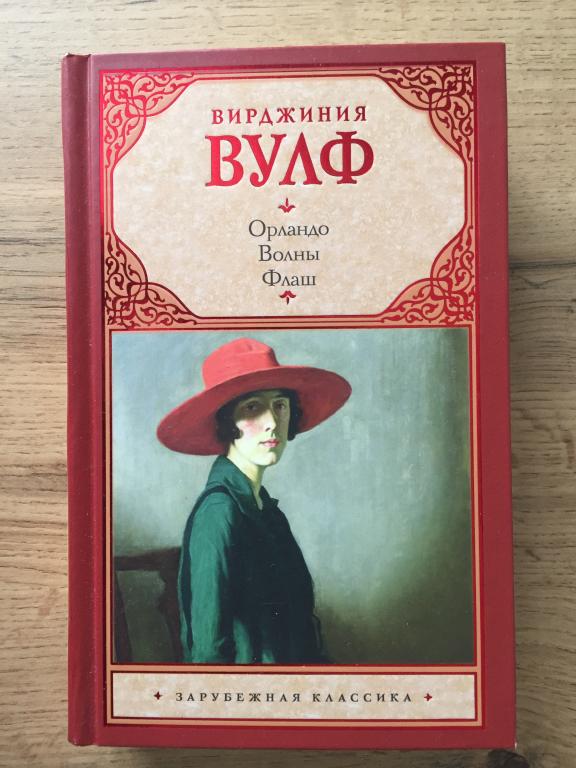 ВИРДЖИНИЯ
ВУЛФ
Орландо
Волны
Флаш
ЗАРУБЕЖНАЯ КЛАССИКА